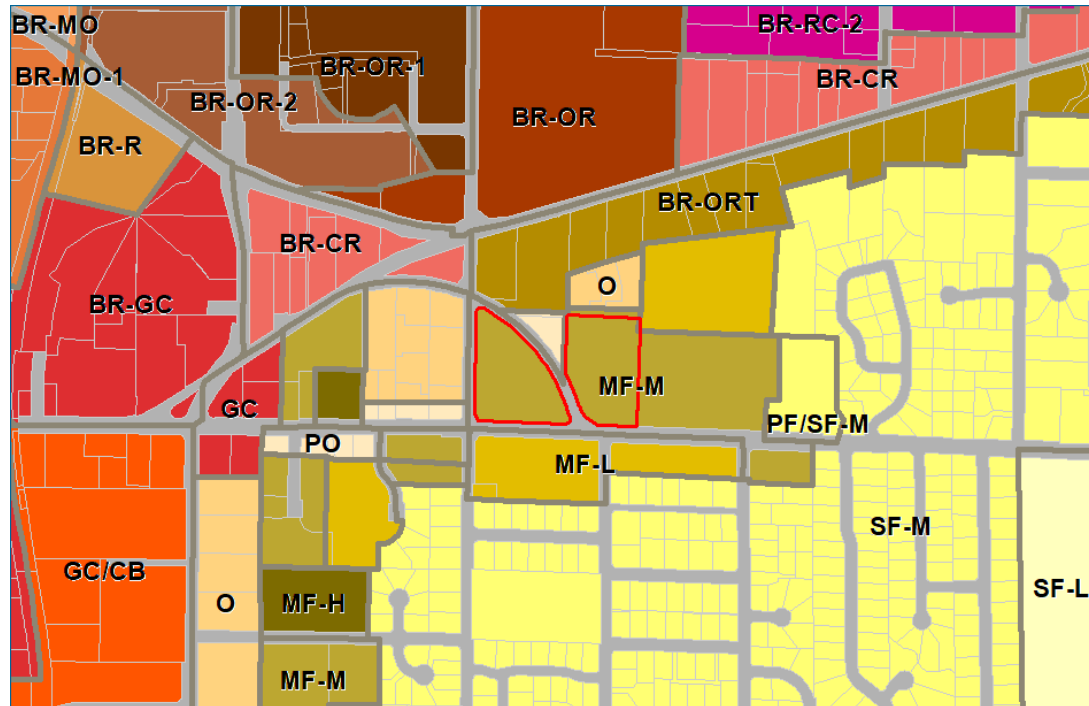 BR-MO
BR-RC-2
BR-OR-1
BR-MO-1
BR-CR
BR-OR-2
BR-OR
BR-R
BR-ORT
BR-CR
O
BR-GC
MF-M
GC
PF/SF-M
PO
MF-L
SF-M
GC/CB
O
MF-H
SF-L
MF-M